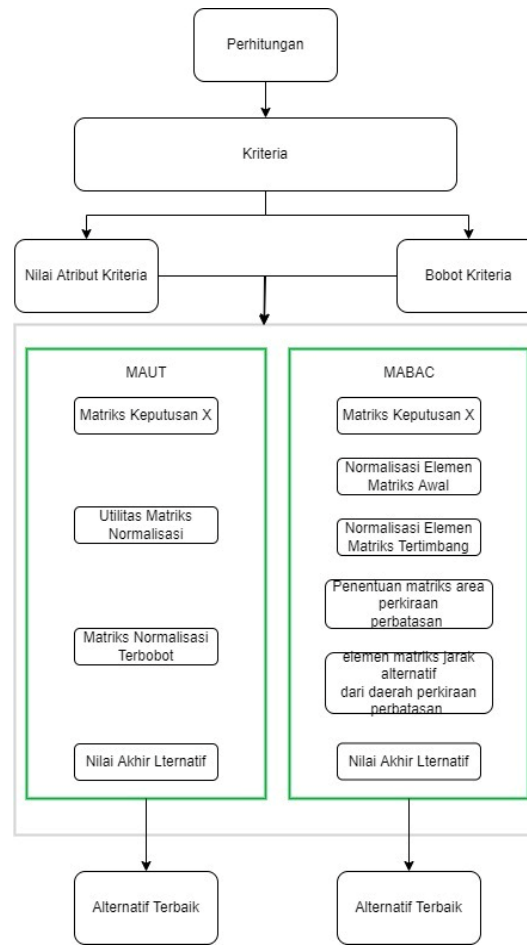 Perhitungan
Kriteria
Nilai Atribut Kriteria
Bobot Kriteria
MAUT
Matriks Keputusan X
Utilitas Matriks
Normalisasi
Matriks Normalisasi
Terbobot
Nilai Akhir Lternatif
MABAC
Matriks Keputusan X
Normalisasi Elemen
Matriks Awal
Normalisasi Elemen
Matriks Tertimbang
Penentuan matriks area
perkiraan
perbatasan
elemen matriks jarak
alternatif
dari daerah perkiraan
perbatasan
Nilai Akhir Lternatif
Alternatif Terbaik
Alternatif Terbaik